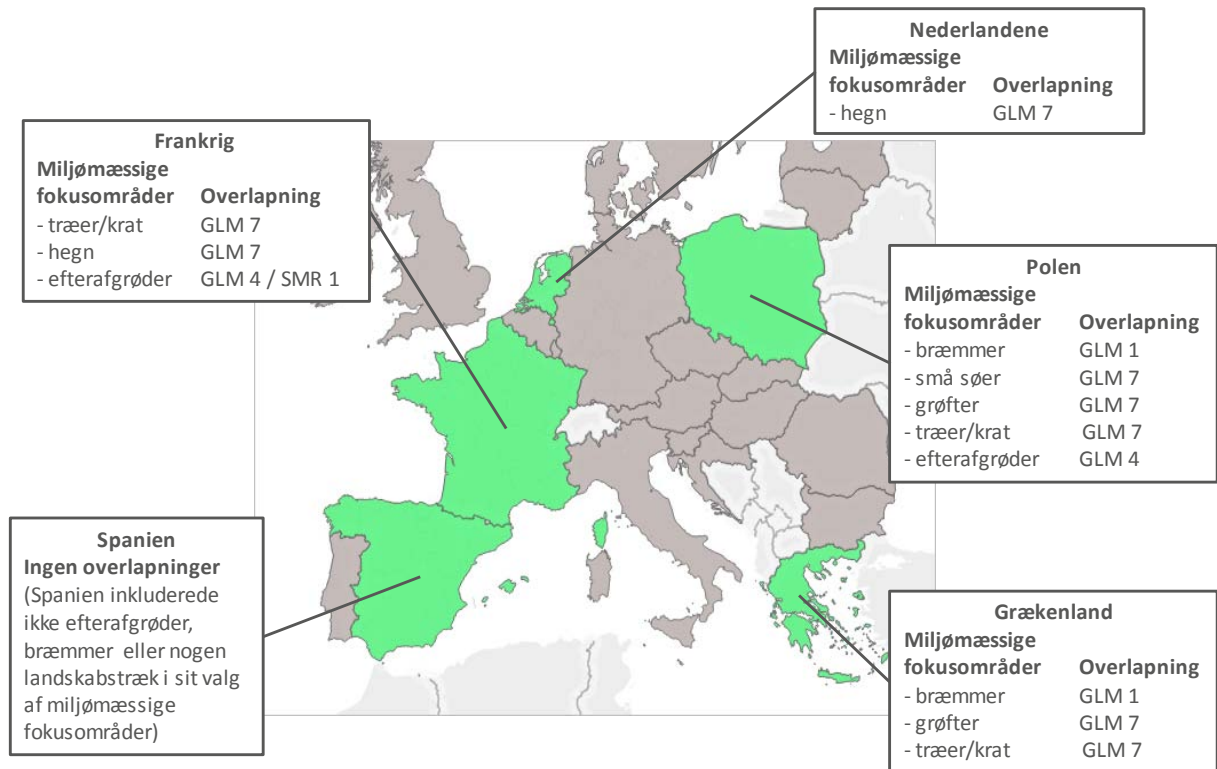 Nederlandene
Miljømæssige
fokusområder Overlapning
- hegn GLM 7
Frankrig
Miljømæssige
fokusområder Overlapning
- træer/krat GLM 7
- hegn GLM 7
- efterafgrøder GLM 4 / SMR 1
Polen
Miljømæssige
fokusområder Overlapning
- bræmmer GLM 1
- små søer GLM 7
- grøfter GLM 7
- træer/krat GLM 7
- efterafgrøder GLM 4
Spanien
Ingen overlapninger
(Spanien inkluderede
ikke efterafgrøder,
bræmmer eller nogen
landskabstræk i sit valg
af miljømæssige
fokusområder)
Grækenland
Miljømæssige
fokusområder Overlapning
- bræmmer GLM 1
- grøfter GLM 7
- træer/krat GLM 7